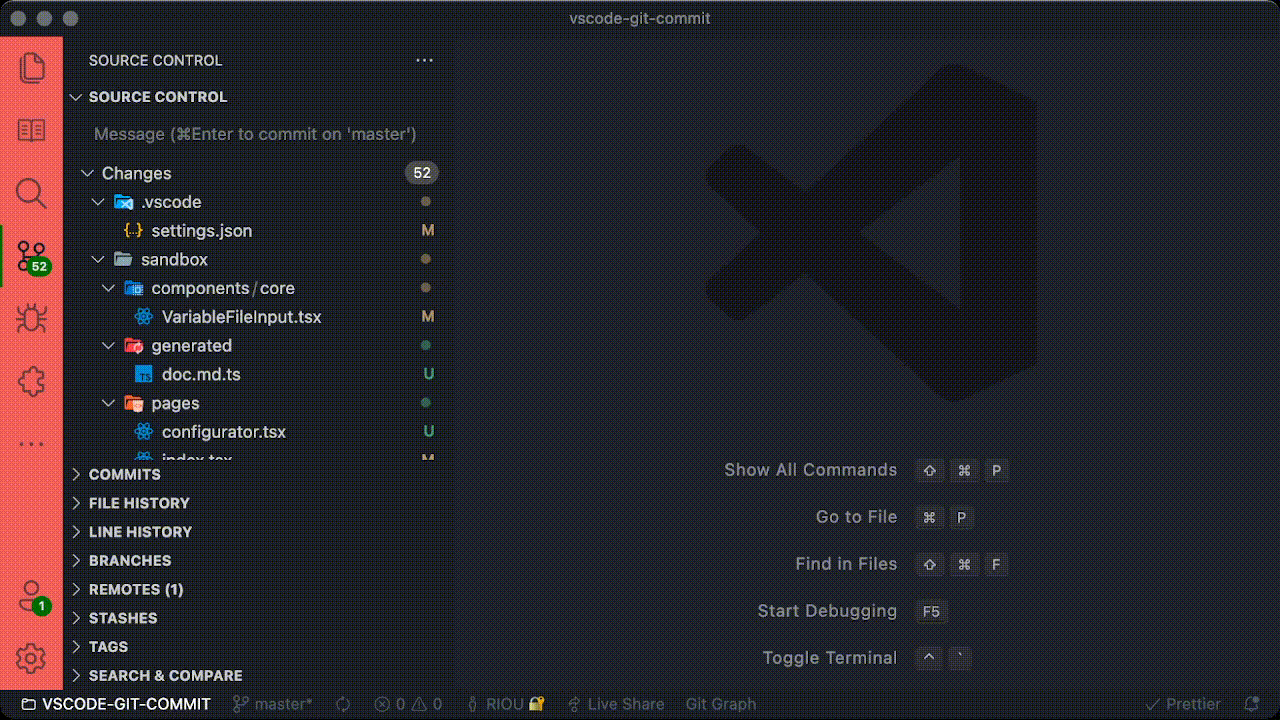 vscode-git-commit
SOURCE CONTROL ···
SOURCE CONTROL
Message (⌘Enter to commit on 'master')
Changes 52
.vscode
{..} settings.json M
sandbox
components / core
VariableFileInput.tsx M
generated
TS doc.md.ts U
pages
configurator.tsx U
index.tsx M
COMMITS
FILE HISTORY
LINE HISTORY
BRANCHES
REMOTES (1)
STASHES
TAGS
SEARCH & COMPARE
52
1
Show All Commands ⇧ ⌘ P
Go to File ⌘ P
Find in Files ⇧ ⌘ F
Start Debugging F5
Toggle Terminal ^ `
VSCODE-GIT-COMMIT master* 0 0 RIOU 🔐 Live Share Git Graph Prettier